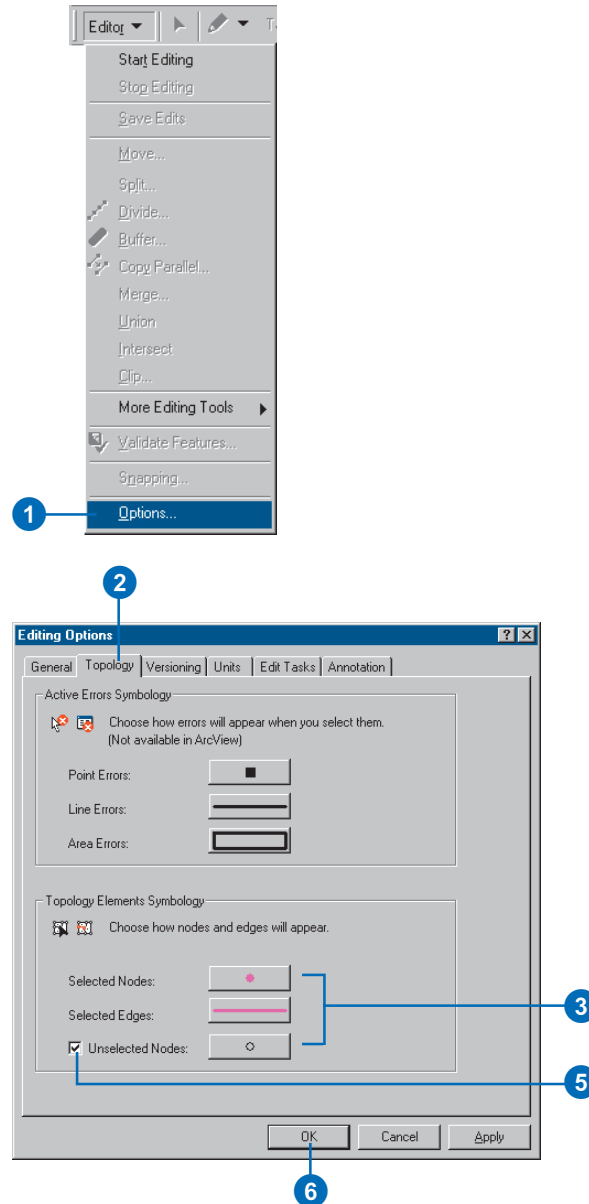 Editor
Start Editing
Stop Editing
Save Edits
Move...
Split...
Divide...
Buffer...
Copy Parallel...
Merge...
Union
Intersect
Clip...
More Editing Tools
Validate Features...
Snapping...
1
Options...
2
Editing Options
General Topology Versioning Units Edit Tasks Annotation
Active Errors Symbology
Choose how errors will appear when you select them.
(Not available in ArcView)
Point Errors:
Line Errors:
Area Errors:
Topology Elements Symbology
Choose how nodes and edges will appear.
Selected Nodes:
3
Selected Edges:
Unselected Nodes:
5
OK Cancel Apply
6